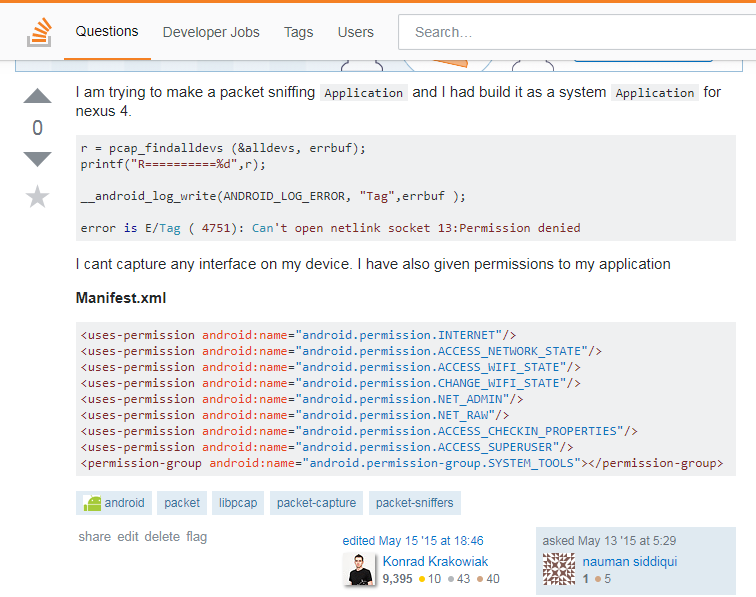 Questions Developer Jobs Tags Users Search...
I am trying to make a packet sniffing Application and I had build it as a system Application for
nexus 4.
0
r = pcap_findalldevs (&alldevs, errbuf);
printf("R==========%d",r);
__android_log_write(ANDROID_LOG_ERROR, "Tag",errbuf );
error is E/Tag ( 4751): Can't open netlink socket 13:Permission denied
I cant capture any interface on my device. I have also given permissions to my application
Manifest.xml
<uses-permission android:name="android.permission.INTERNET"/>
<uses-permission android:name="android.permission.ACCESS_NETWORK_STATE"/>
<uses-permission android:name="android.permission.ACCESS_WIFI_STATE"/>
<uses-permission android:name="android.permission.CHANGE_WIFI_STATE"/>
<uses-permission android:name="android.permission.NET_ADMIN"/>
<uses-permission android:name="android.permission.NET_RAW"/>
<uses-permission android:name="android.permission.ACCESS_CHECKIN_PROPERTIES"/>
<uses-permission android:name="android.permission.ACCESS_SUPERUSER"/>
<permission-group android:name="android.permission-group.SYSTEM_TOOLS"></permission-group>
android packet libpcap packet-capture packet-sniffers
share edit delete flag
edited May 15 '15 at 18:46
Konrad Krakowiak
9,395 10 43 40
asked May 13 '15 at 5:29
nauman siddiqui
1 5